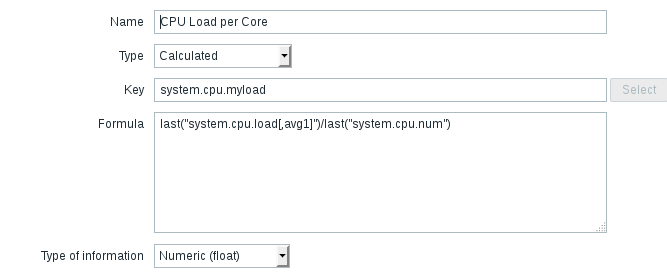 Name CPU Load per Core
Type Calculated
Key system.cpu.myload Select
Formula last("system.cpu.load[,avg1]")/last("system.cpu.num")
Type of information Numeric (float)